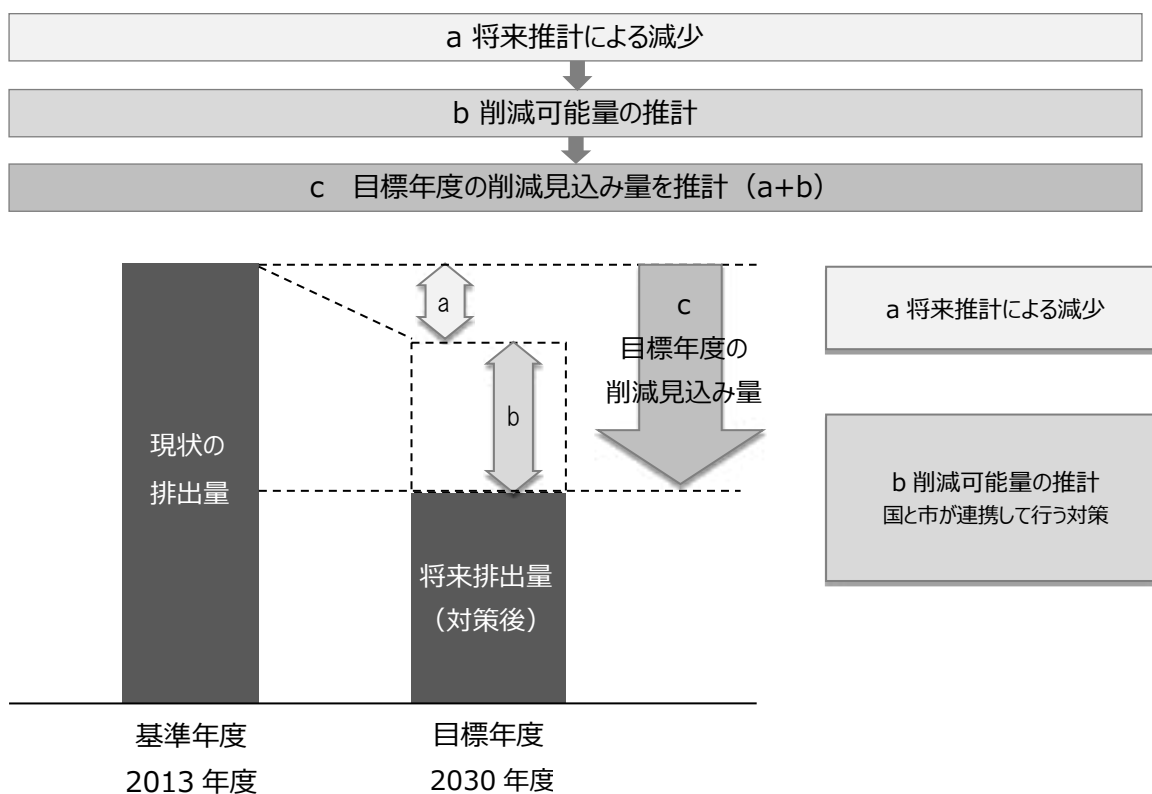 a 将来推計による減少
b 削減可能量の推計
c　目標年度の削減見込み量を推計（a+b）
a
c
目標年度の
削減見込み量
b
現状の
排出量
将来排出量
（対策後）
a 将来推計による減少
b 削減可能量の推計
国と市が連携して行う対策
基準年度
2013 年度
目標年度
2030 年度